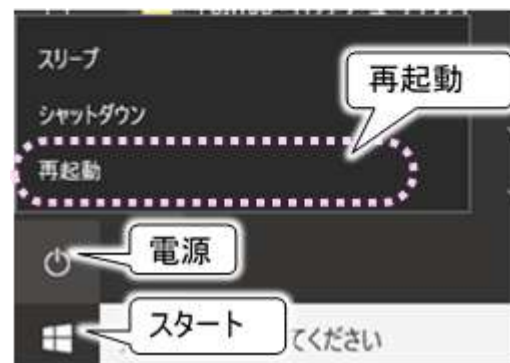 スリープ
再起動
シャットダウン
再起動
電源
スタート
てください